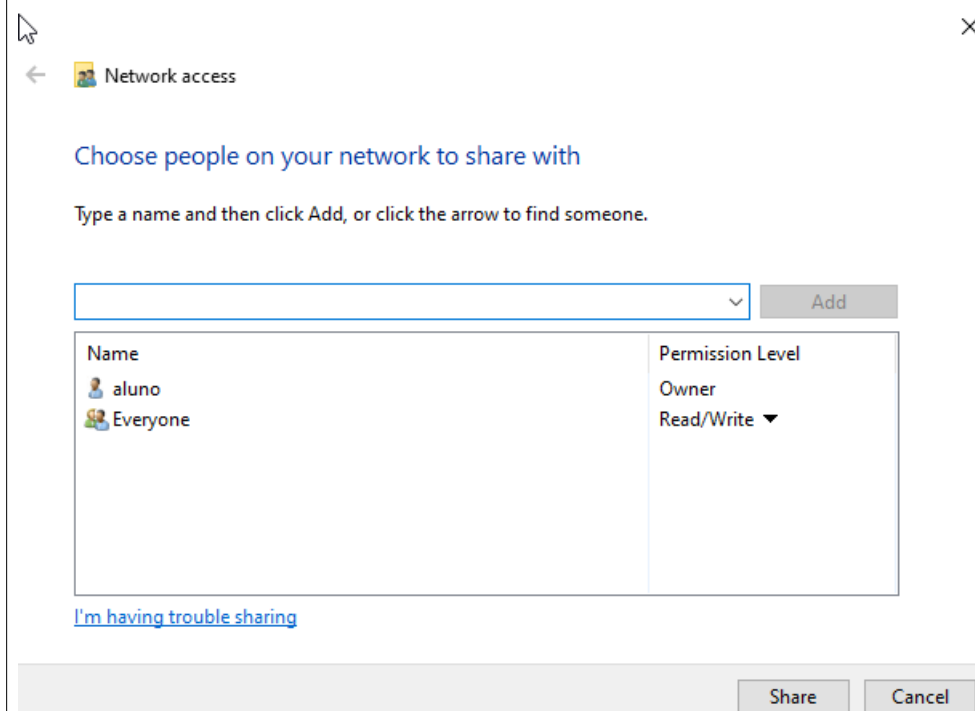 Network access
Choose people on your network to share with
Type a name and then click Add, or click the arrow to find someone.
Add
Name Permission Level
aluno Owner
Everyone Read/Write
I'm having trouble sharing
Share Cancel